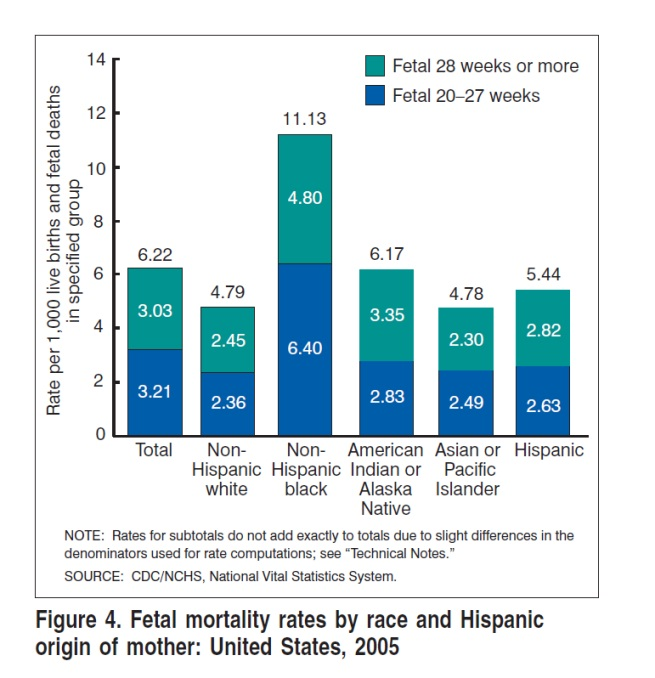 Rate per 1,000 live births and fetal deaths
in specified group
14
12
10
8
6
4
2
0
Fetal 28 weeks or more
Fetal 20–27 weeks
6.22
3.03
3.21
4.79
2.45
2.36
11.13
4.80
6.40
6.17
3.35
2.83
4.78
2.30
2.49
5.44
2.82
2.63
Total
Non-
Hispanic
white
Non-
Hispanic
black
American
Indian or
Alaska
Native
Asian or
Pacific
Islander
Hispanic
NOTE: Rates for subtotals do not add exactly to totals due to slight differences in the
denominators used for rate computations; see “Technical Notes.”
SOURCE: CDC/NCHS, National Vital Statistics System.
Figure 4. Fetal mortality rates by race and Hispanic
origin of mother: United States, 2005